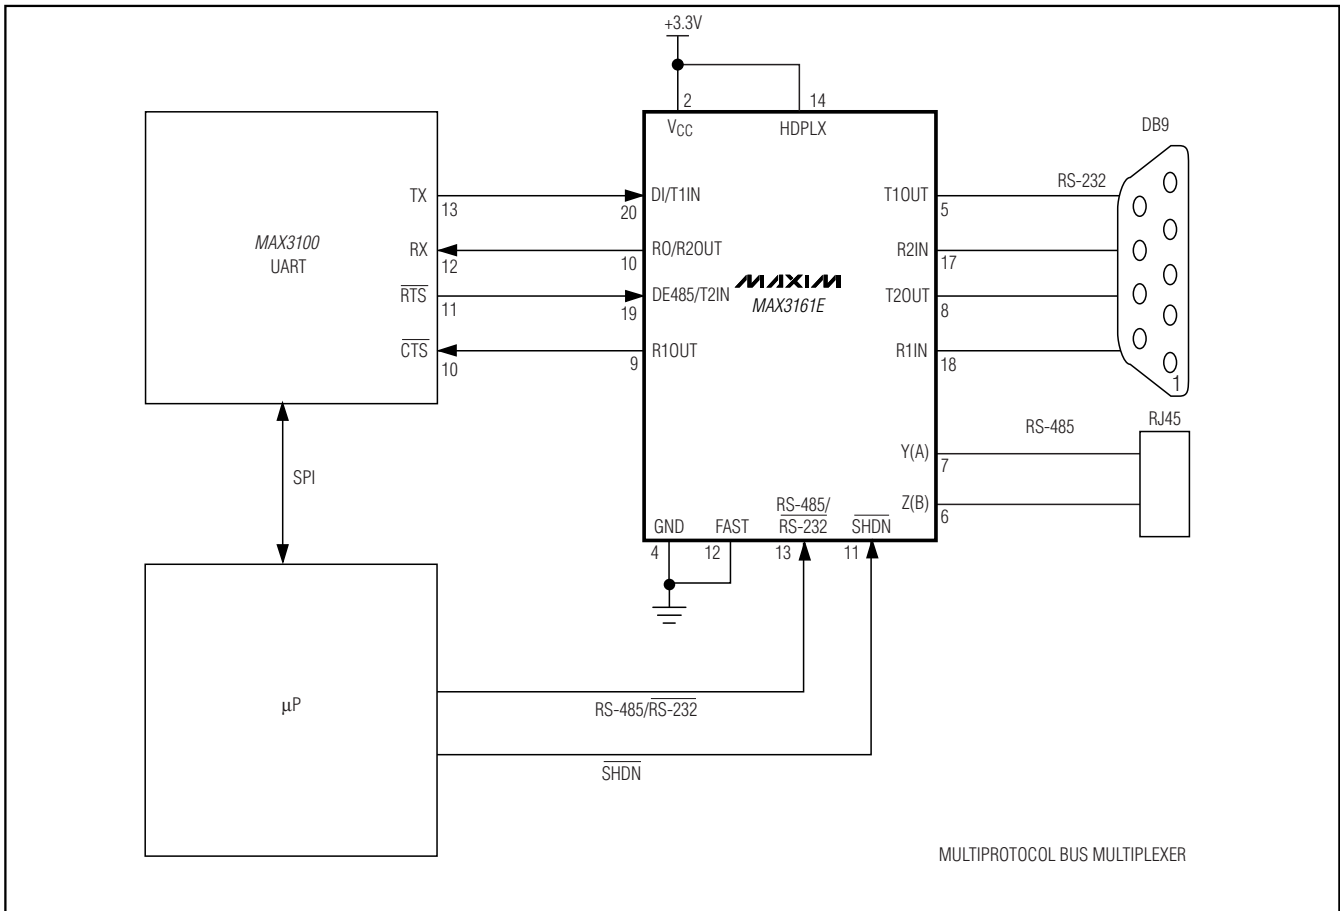 +3.3V
2
14
VCC
HDPLX
DB9
TX
13
20
DI/T1IN
T1OUT
5
RS-232
MAX3100
UART
RX
12
10
RO/R2OUT
R2IN
17
MAXIM
MAX3161E
RTS
11
19
DE485/T2IN
T2OUT
8
CTS
10
9
R1OUT
R1IN
18
1
SPI
RS-485
RJ45
Y(A)
7
Z(B)
6
GND
FAST
RS-485/
RS-232
SHDN
4
12
13
11
µP
RS-485/RS-232
SHDN
MULTIPROTOCOL BUS MULTIPLEXER